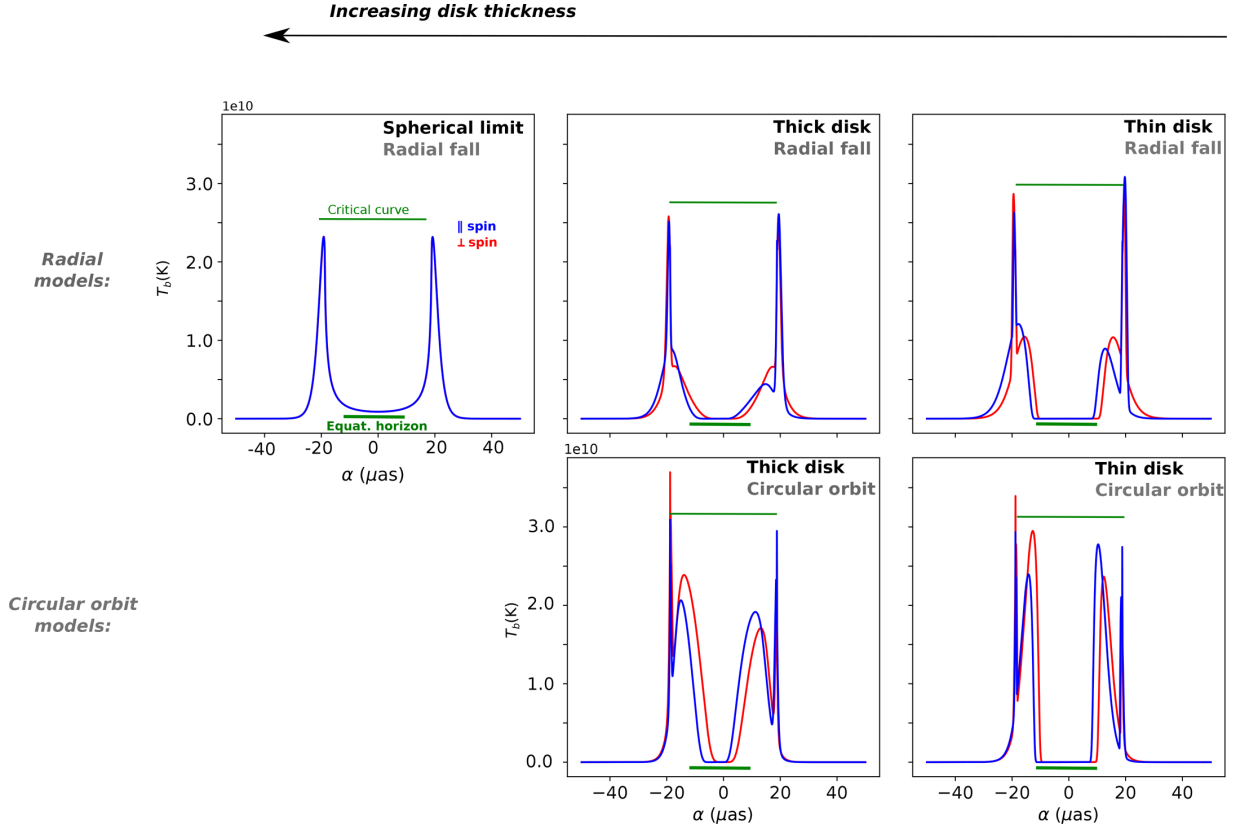 Increasing disk thickness
1e10
Spherical limit
Radial fall
Critical curve
∥ spin
⊥ spin
Equat. horizon
3.0
2.0
1.0
0.0
T_b(K)
-40 -20 0 20 40
α (μas)
Thick disk
Radial fall
Thin disk
Radial fall
Radial
models:
1e10
Thick disk
Circular orbit
3.0
2.0
1.0
0.0
T_b(K)
−40 −20 0 20 40
α (μas)
Thin disk
Circular orbit
−40 −20 0 20 40
α (μas)
Circular orbit
models: